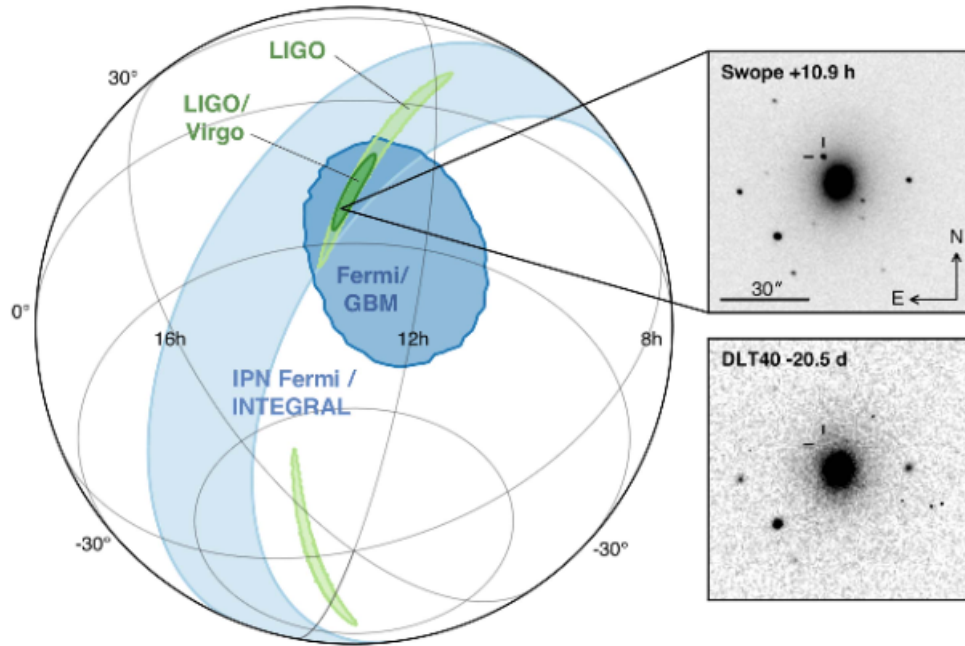 LIGO
30°
LIGO/
Virgo
Fermi/
GBM
0°
16h
12h
8h
IPN Fermi /
INTEGRAL
-30°
-30°
Swope +10.9 h
N
30"
E
DLT40 -20.5 d